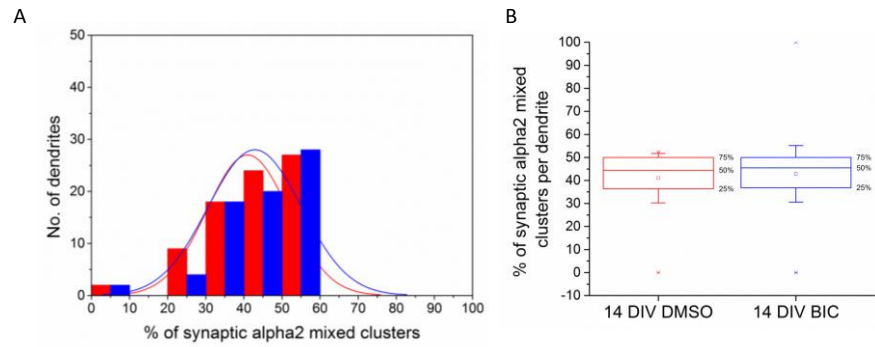 A
B
50
40
30
20
10
0
No. of dendrites
0 10 20 30 40 50 60 70 80 90 100
% of synaptic alpha2 mixed clusters
100
90
80
70
60
50
40
30
20
10
0
-10
% of synaptic alpha2 mixed
clusters per dendrite
75%
50%
25%
75%
50%
25%
14 DIV DMSO
14 DIV BIC